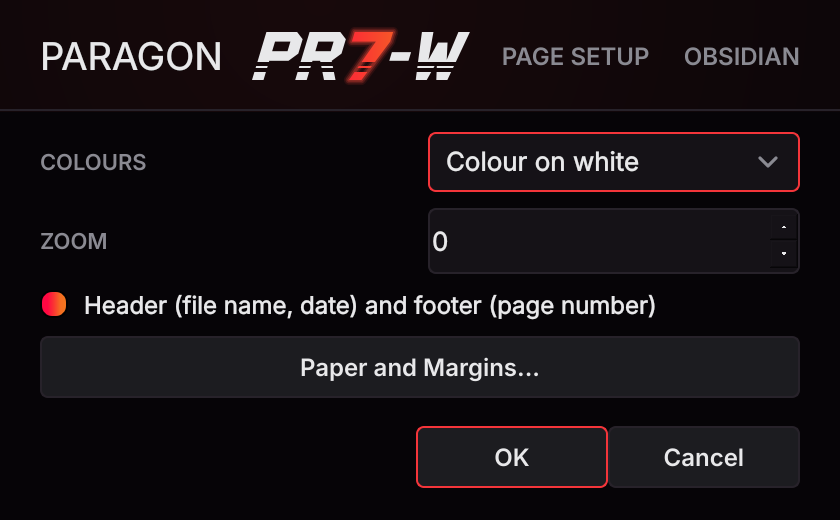 PARAGON PR7-W PAGE SETUP OBSIDIAN
COLOURS Colour on white
ZOOM 0
Header (file name, date) and footer (page number)
Paper and Margins...
OK Cancel